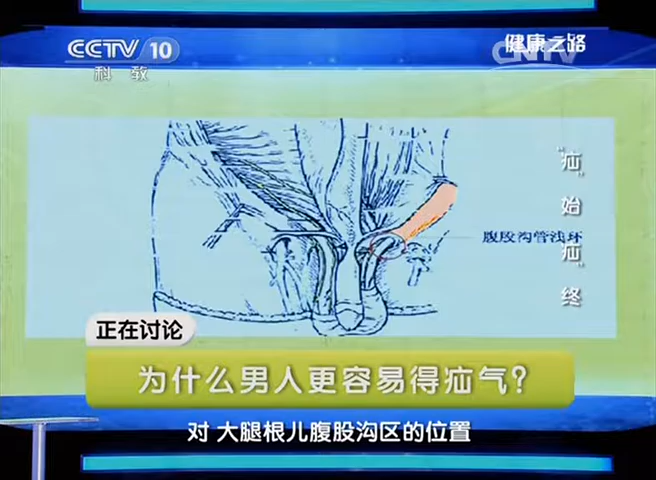 CCTV 10
科教
健康之路
CNTV
"疝"始"疝"终
腹股沟管浅环
正在讨论
为什么男人更容易得疝气?
对 大腿根儿腹股沟区的位置